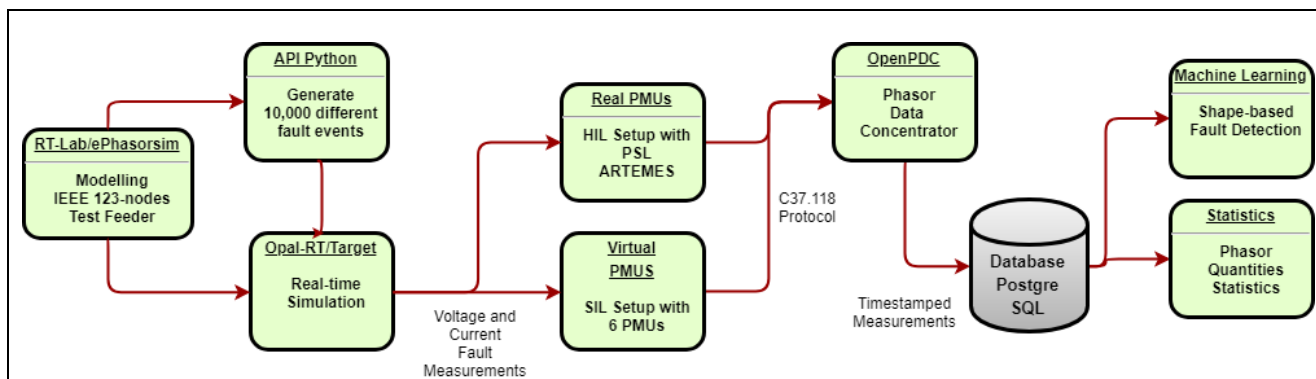 RT-Lab/ePhasorsim
Modelling
IEEE 123-nodes
Test Feeder
API Python
Generate
10,000 different
fault events
Opal-RT/Target
Real-time
Simulation
Voltage and
Current
Fault
Measurements
Real PMUs
HIL Setup with
PSL
ARTEMES
Virtual
PMUS
SIL Setup with
6 PMUs
C37.118
Protocol
OpenPDC
Phasor
Data
Concentrator
Timestamped
Measurements
Database
Postgre
SQL
Machine Learning
Shape-based
Fault Detection
Statistics
Phasor
Quantities
Statistics